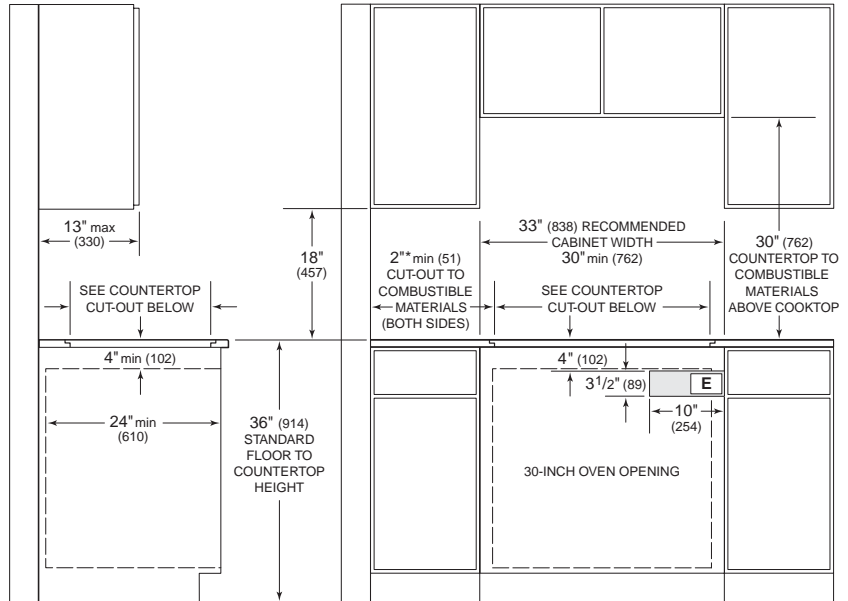 13" max
(330)
SEE COUNTERTOP
CUT-OUT BELOW
4" min (102)
24" min
(610)
18"
(457)
36" (914)
STANDARD
FLOOR TO
COUNTERTOP
HEIGHT
2"* min (51)
CUT-OUT TO
COMBUSTIBLE
MATERIALS
(BOTH SIDES)
33" (838) RECOMMENDED
CABINET WIDTH
30" min (762)
SEE COUNTERTOP
CUT-OUT BELOW
30" (762)
COUNTERTOP TO
COMBUSTIBLE
MATERIALS
ABOVE COOKTOP
4" (102)
3 1/2" (89)
E
10"
(254)
30-INCH OVEN OPENING